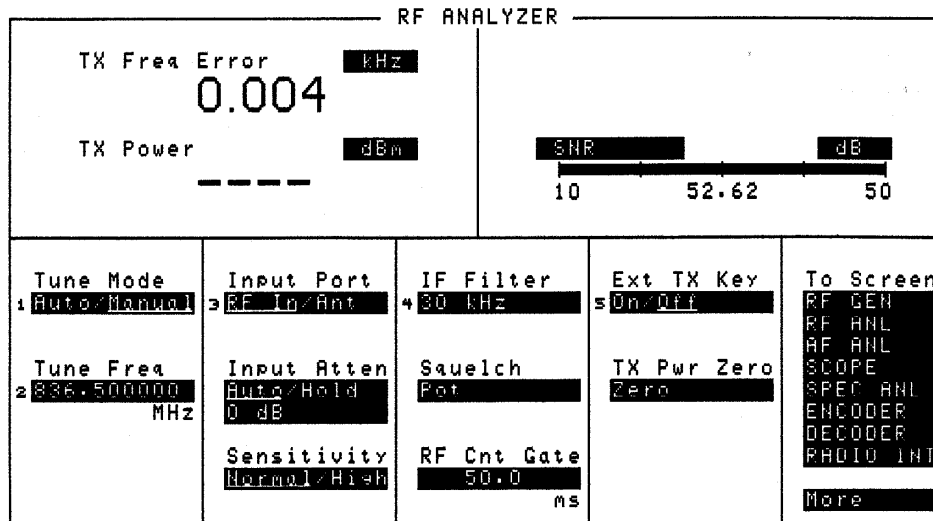 RF ANALYZER
TX Freq Error kHz
0.004
TX Power dBm
----
SNR dB
10 52.62 50
Tune Mode
1 Auto/Manual
Tune Freq
2 836.500000
MHz
Input Port
3 RF In/Ant
Input Atten
Auto/Hold
0 dB
Sensitivity
Normal/High
IF Filter
4 30 kHz
Squelch
Pot
RF Cnt Gate
50.0
ms
Ext TX Key
5 On/Off
TX Pwr Zero
Zero
To Screen
RF GEN
RF ANL
AF ANL
SCOPE
SPEC ANL
ENCODER
DECODER
RADIO INT
More